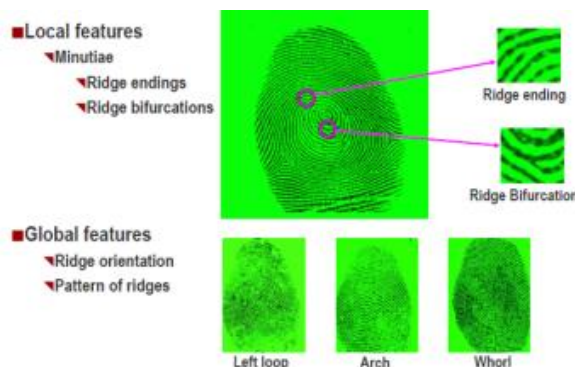 Local features
Minutiae
Ridge endings
Ridge bifurcations
Ridge ending
Ridge Bifurcation
Global features
Ridge orientation
Pattern of ridges
Left loop
Arch
Whorl